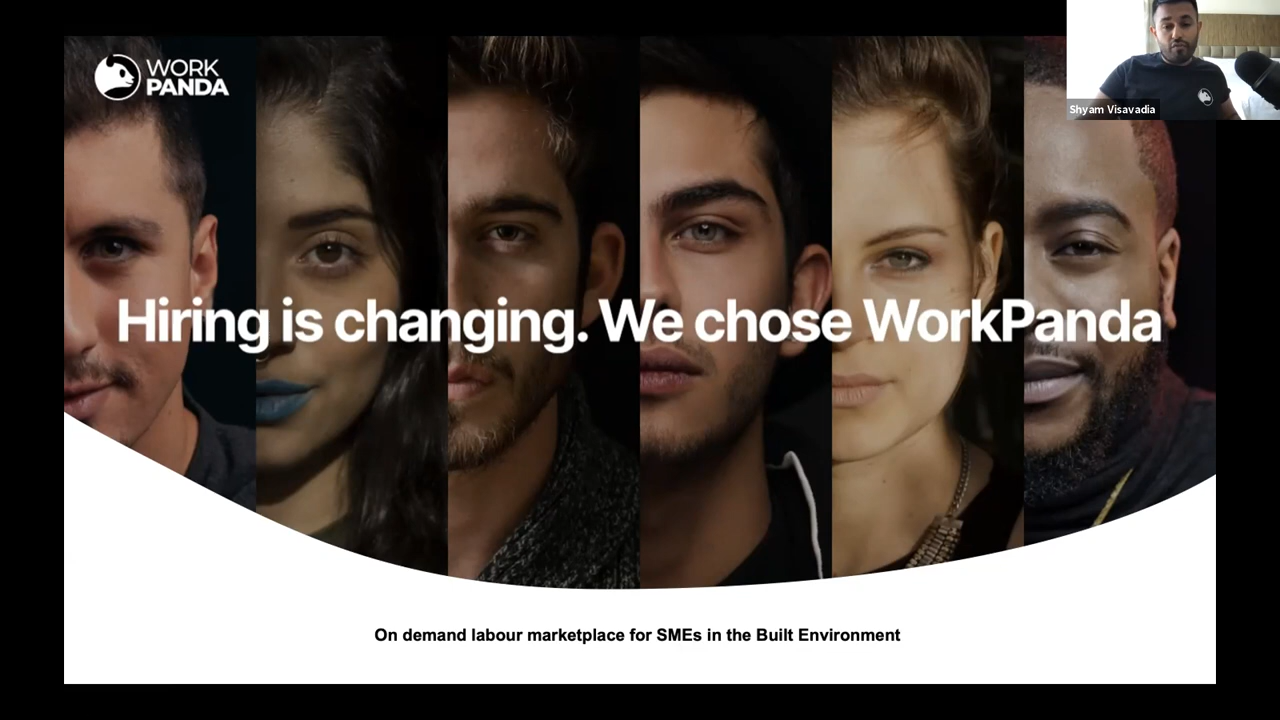 WORK
PANDA
Shyam Visavadia
Hiring is changing. We chose WorkPanda
On demand labour marketplace for SMEs in the Built Environment